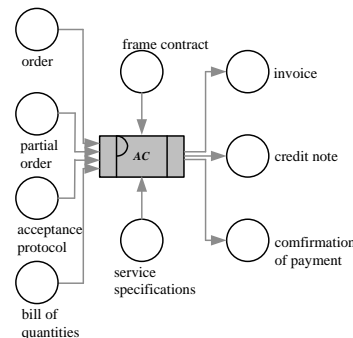 order
frame contract
invoice
partial
order
AC
credit note
acceptance
protocol
service
specifications
comfirmation
of payment
bill of
quantities